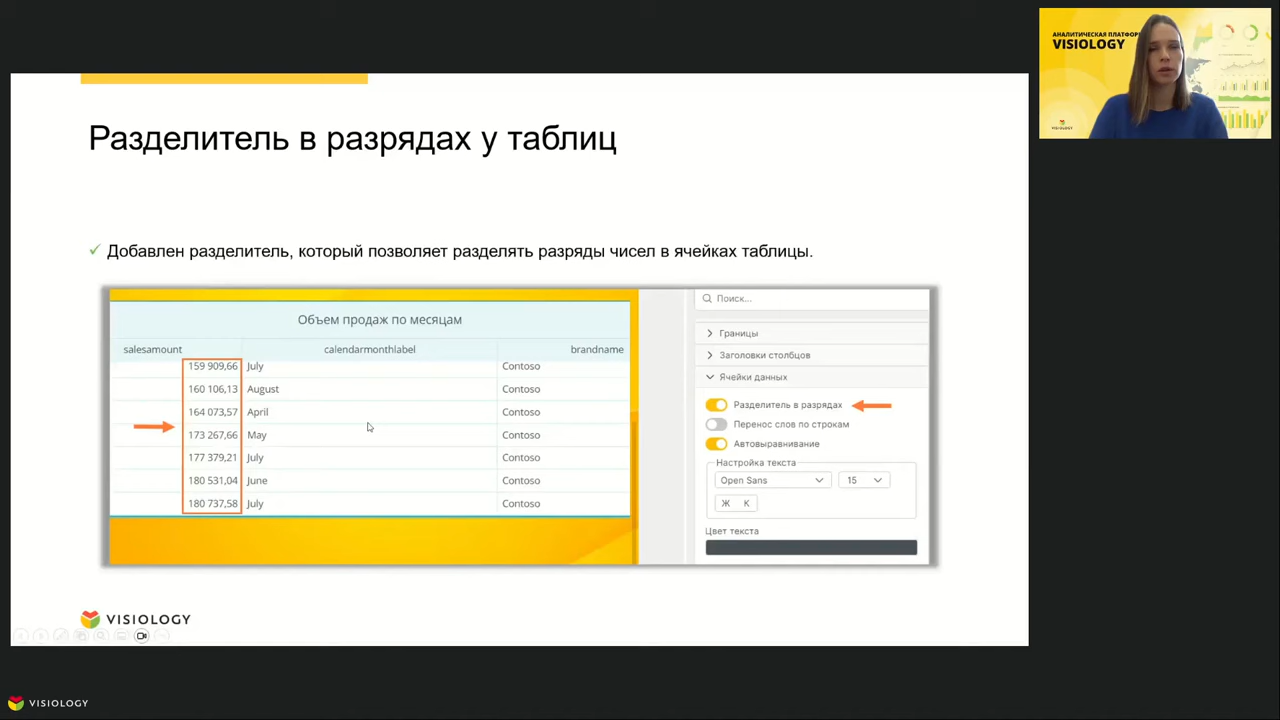 АНАЛИТИЧЕСКАЯ ПЛАТФОР
VISIOLOGY
VISIOLOGY
Разделитель в разрядах у таблиц
✓ Добавлен разделитель, который позволяет разделять разряды чисел в ячейках таблицы.
Объем продаж по месяцам
salesamount calendarmonthlabel brandname
159 909,66 July Contoso
160 106,13 August Contoso
164 073,57 April Contoso
173 267,66 May Contoso
177 379,21 July Contoso
180 531,04 June Contoso
180 737,58 July Contoso
Поиск...
Границы
Заголовки столбцов
Ячейки данных
Разделитель в разрядах
Перенос слов по строкам
Автовыравнивание
Настройка текста
Open Sans 15
Ж К
Цвет текста
VISIOLOGY
VISIOLOGY